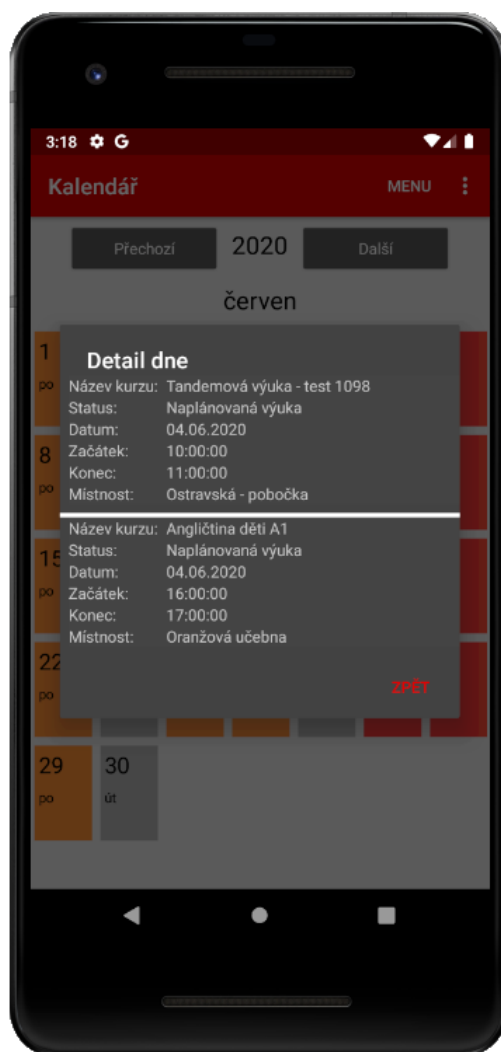 3:18 G
Kalendář MENU
Přechozí 2020 Další
červen
1
po
Detail dne
Název kurzu: Tandemová výuka - test 1098
Status: Naplánovaná výuka
Datum: 04.06.2020
Začátek: 10:00:00
Konec: 11:00:00
Místnost: Ostravská - pobočka
8
po
Název kurzu: Angličtina děti A1
Status: Naplánovaná výuka
Datum: 04.06.2020
Začátek: 16:00:00
Konec: 17:00:00
Místnost: Oranžová učebna
15
po
22
po
ZPĚT
29 30
po út